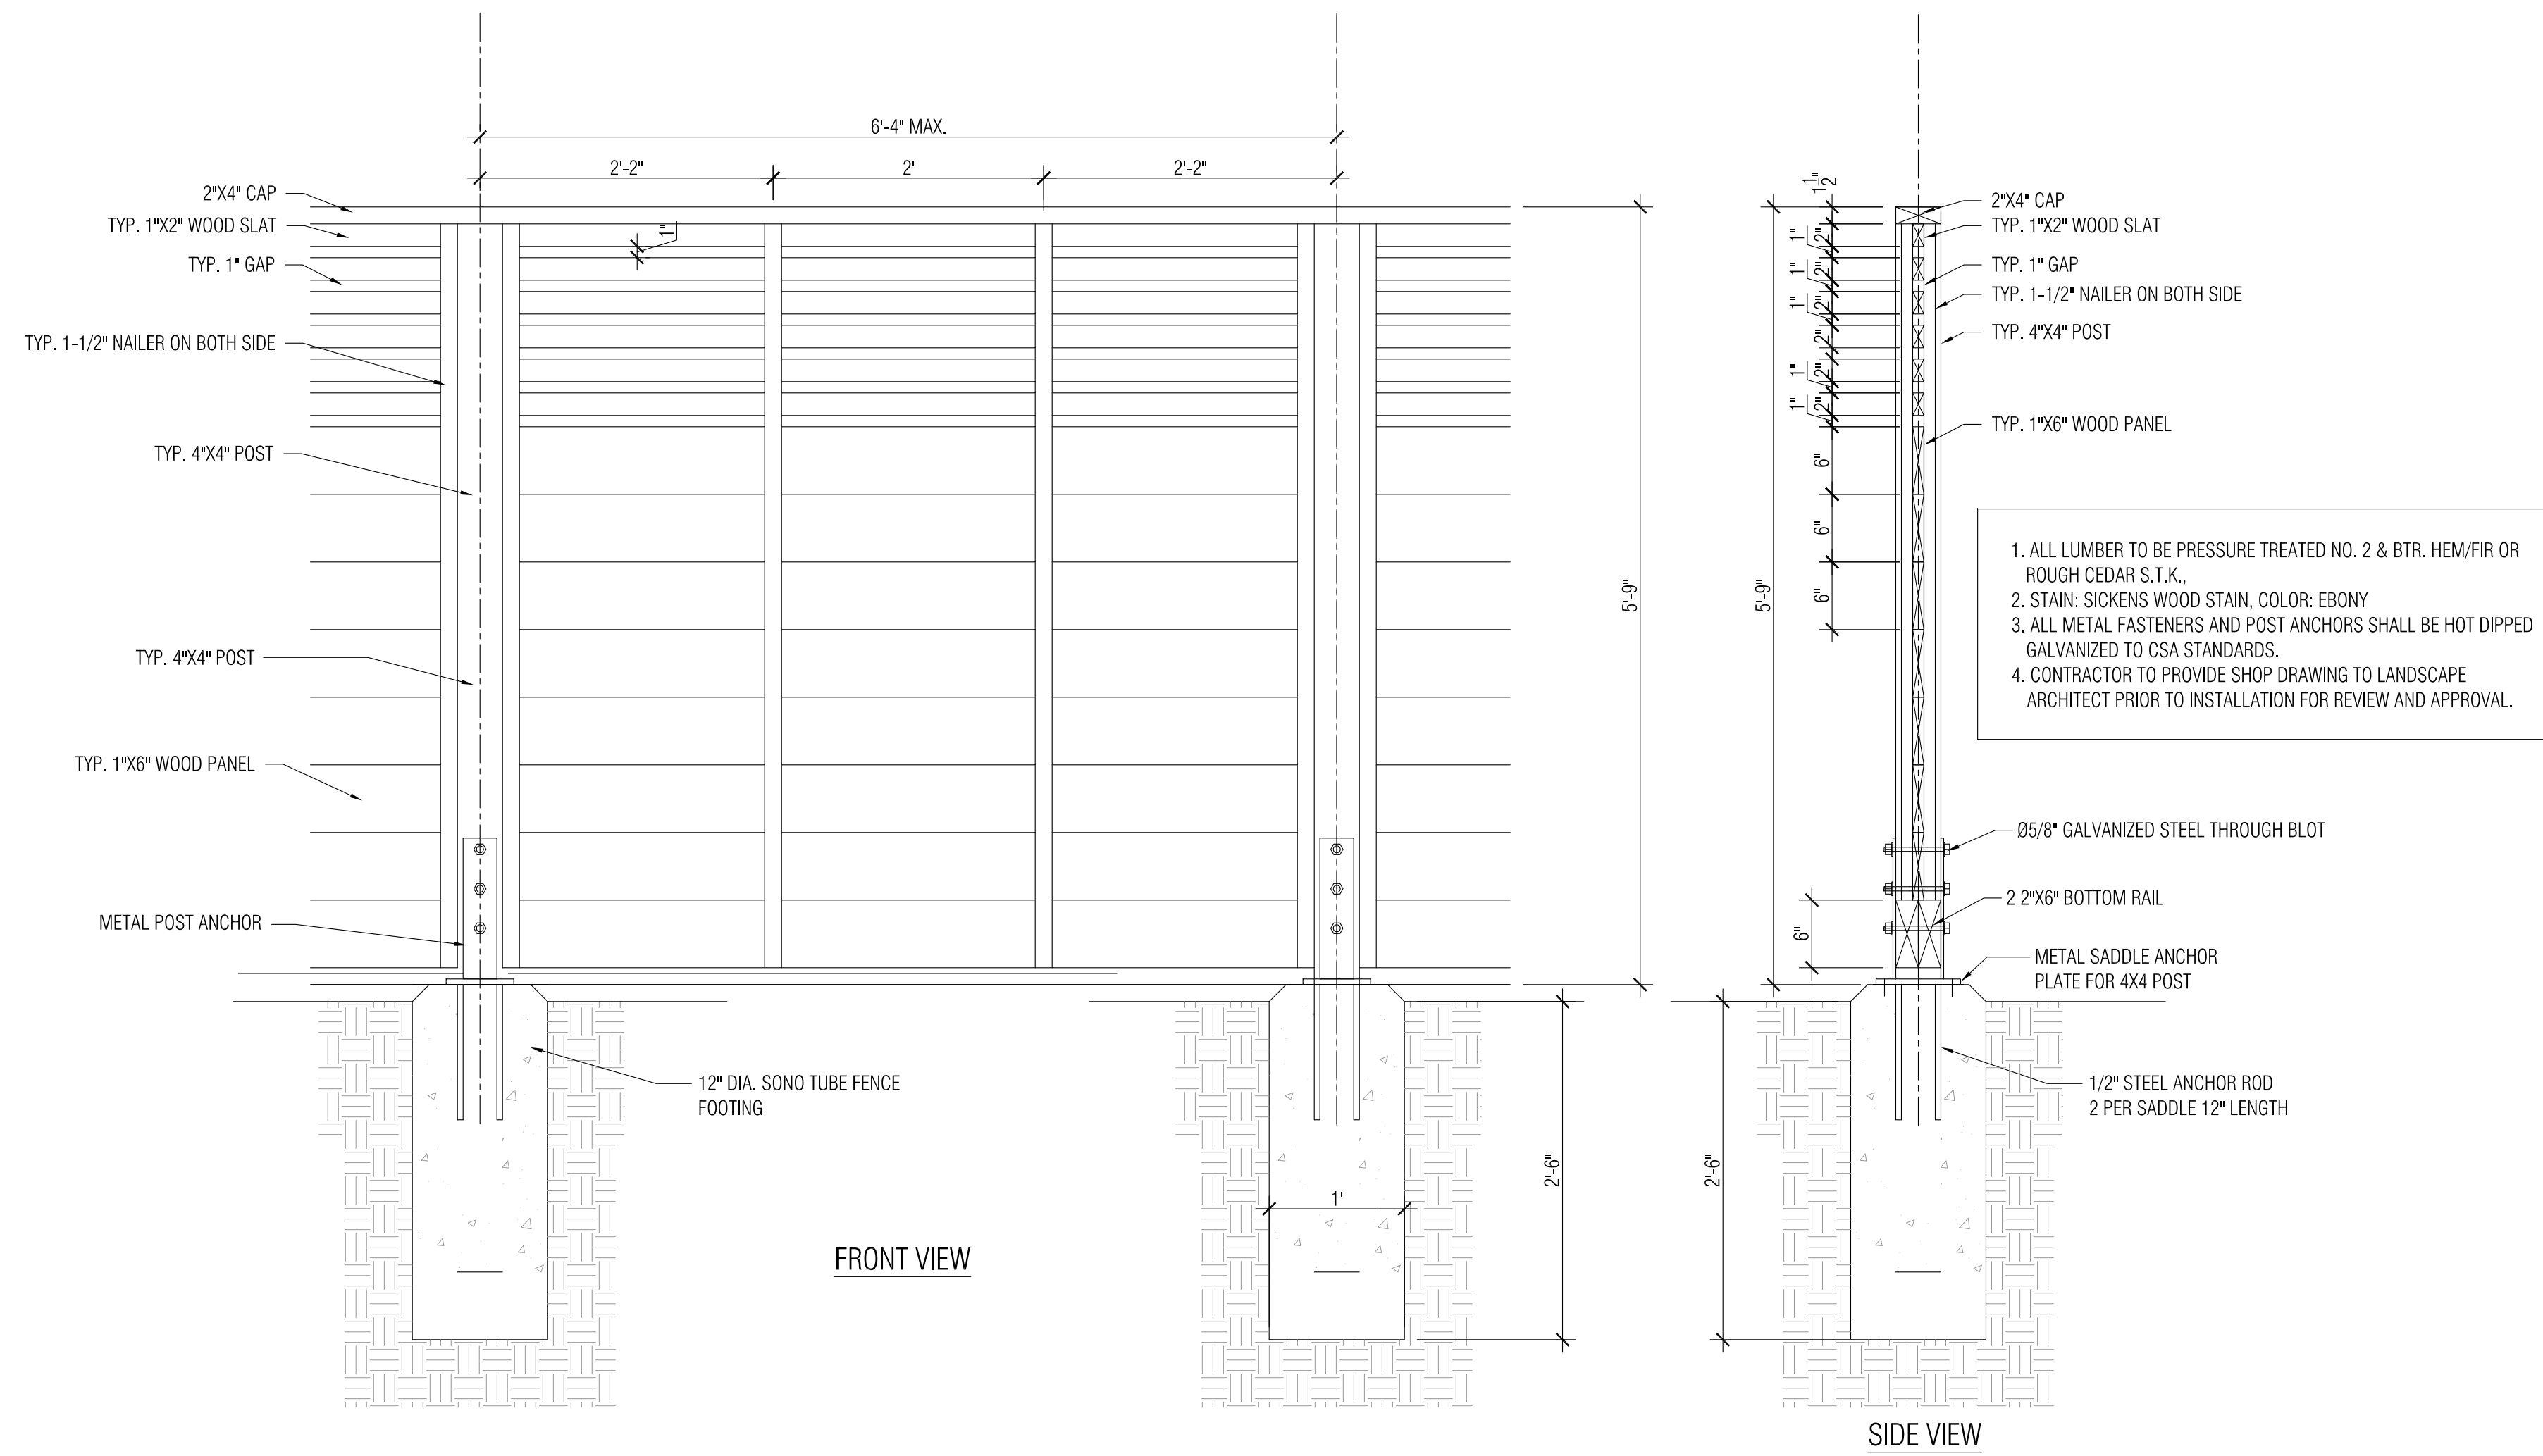 6'-4" MAX.
2'-2"
2'
2'-2"
2"X4" CAP
TYP. 1"X2" WOOD SLAT
TYP. 1" GAP
TYP. 1-1/2" NAILER ON BOTH SIDE
TYP. 4"X4" POST
TYP. 4"X4" POST
TYP. 1"X6" WOOD PANEL
METAL POST ANCHOR
1"
12" DIA. SONO TUBE FENCE
FOOTING
FRONT VIEW
1'
5'-9"
2'-6"
5'-9"
2'-6"
1 1/2"
1" 2"
1" 2"
1" 2"
2"
1" 2"
1" 2"
6"
6"
6"
6"
2"X4" CAP
TYP. 1"X2" WOOD SLAT
TYP. 1" GAP
TYP. 1-1/2" NAILER ON BOTH SIDE
TYP. 4"X4" POST
TYP. 1"X6" WOOD PANEL
1. ALL LUMBER TO BE PRESSURE TREATED NO. 2 & BTR. HEM/FIR OR
ROUGH CEDAR S.T.K.,
2. STAIN: SICKENS WOOD STAIN, COLOR: EBONY
3. ALL METAL FASTENERS AND POST ANCHORS SHALL BE HOT DIPPED
GALVANIZED TO CSA STANDARDS.
4. CONTRACTOR TO PROVIDE SHOP DRAWING TO LANDSCAPE
ARCHITECT PRIOR TO INSTALLATION FOR REVIEW AND APPROVAL.
Ø5/8" GALVANIZED STEEL THROUGH BLOT
2 2"X6" BOTTOM RAIL
METAL SADDLE ANCHOR
PLATE FOR 4X4 POST
1/2" STEEL ANCHOR ROD
2 PER SADDLE 12" LENGTH
SIDE VIEW